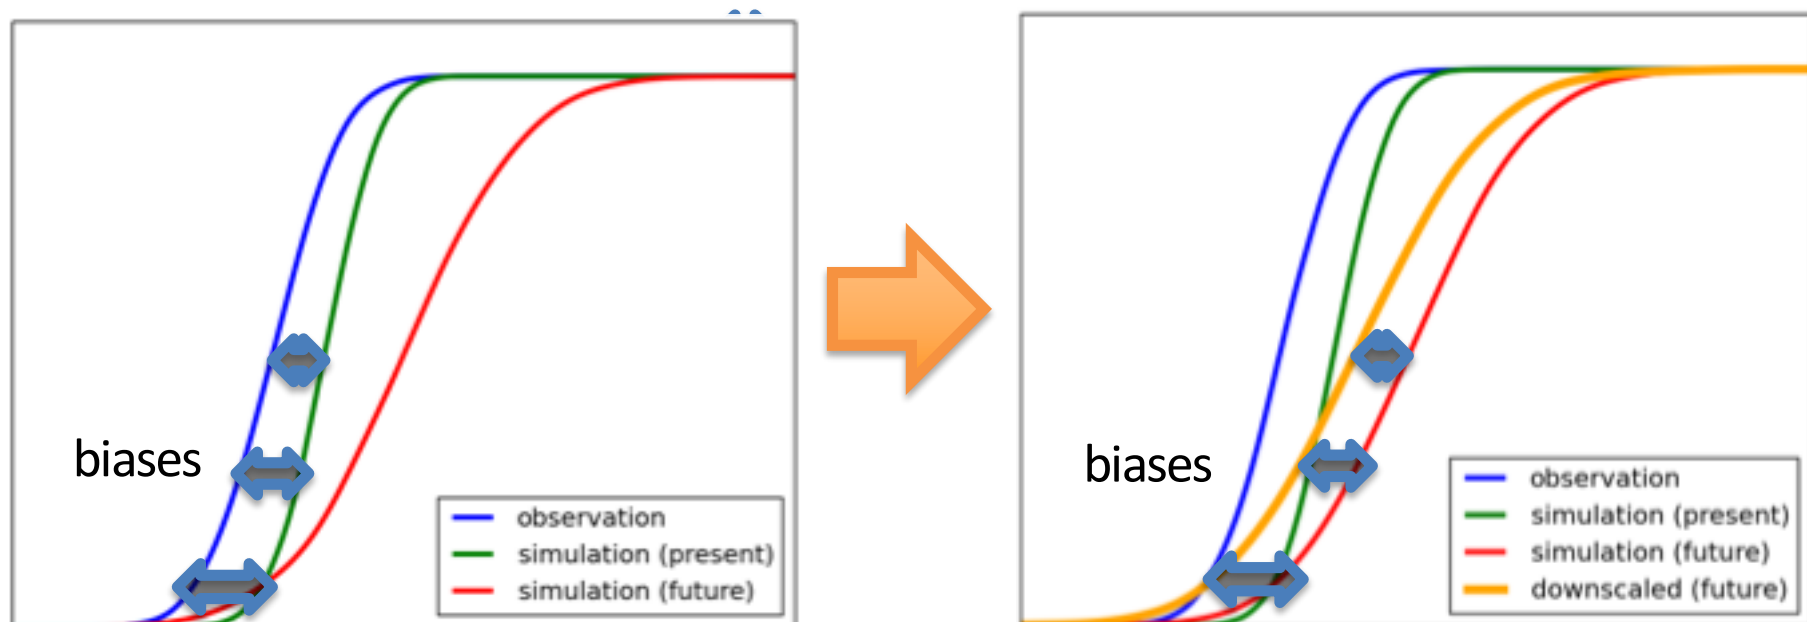 biases
observation
simulation (present)
simulation (future)
biases
observation
simulation (present)
simulation (future)
downscaled (future)